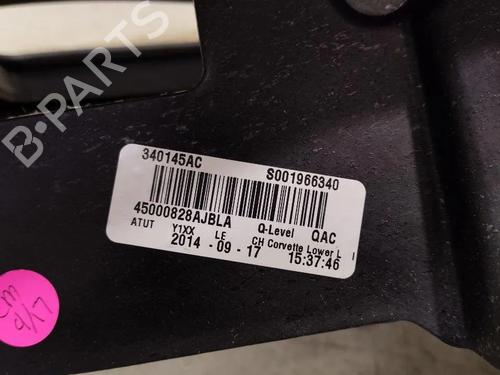 B-PARTS
340145AC S001966340
45000828AJBLA Q-Level QAC
ATUT Y1XX LE CH Corvette Lower L
2014 - 09 - 17 15:37:46